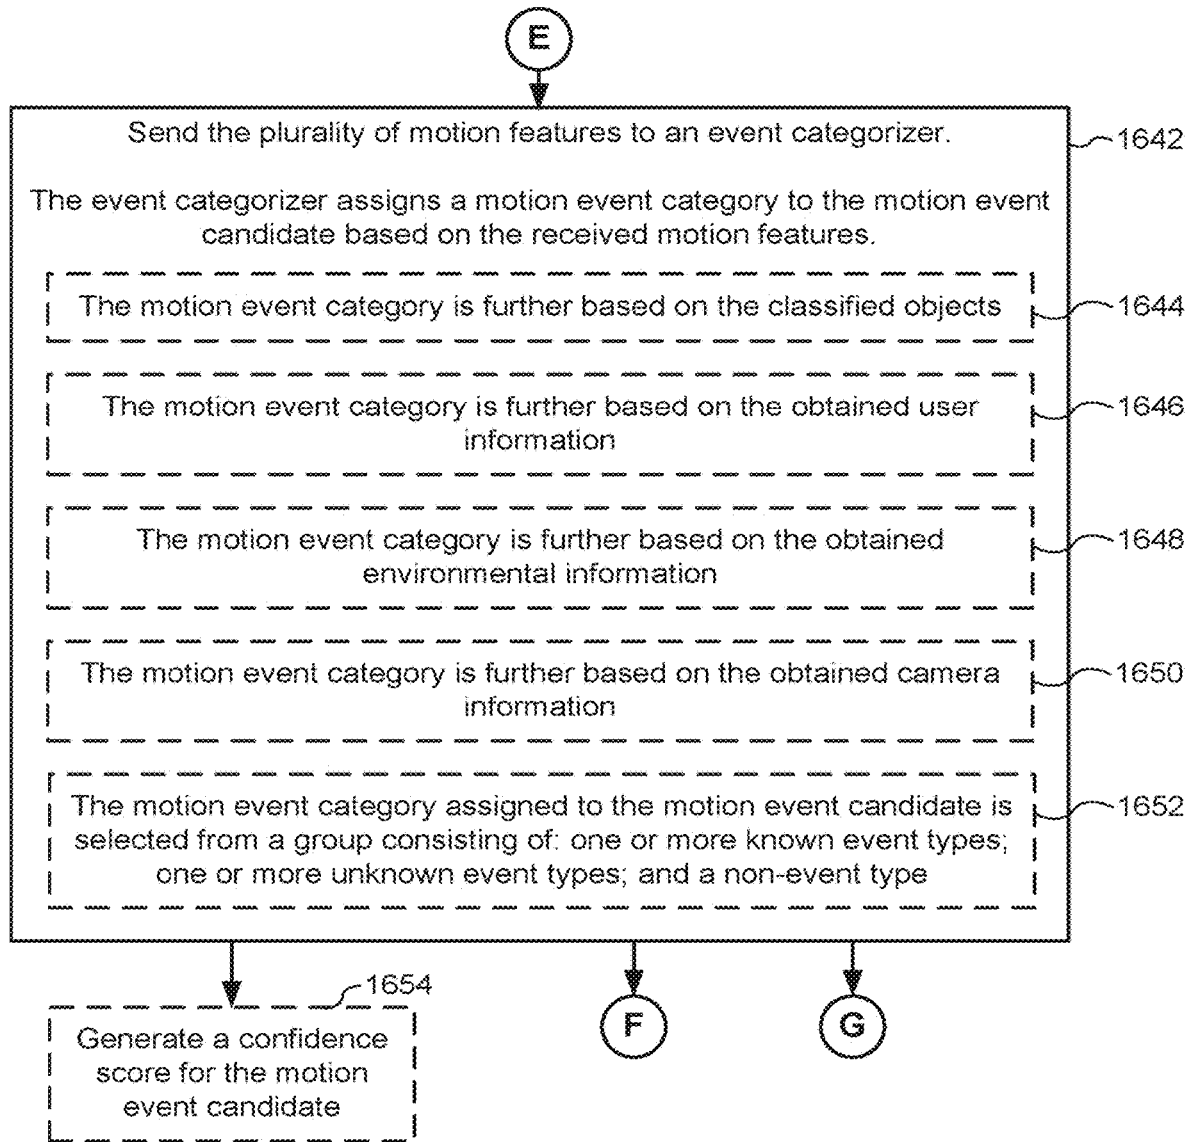 E
Send the plurality of motion features to an event categorizer.
1642
The event categorizer assigns a motion event category to the motion event
candidate based on the received motion features.
The motion event category is further based on the classified objects
1644
The motion event category is further based on the obtained user
information
1646
The motion event category is further based on the obtained
environmental information
1648
The motion event category is further based on the obtained camera
information
1650
The motion event category assigned to the motion event candidate is
selected from a group consisting of: one or more known event types;
one or more unknown event types; and a non-event type
1652
1654
Generate a confidence
score for the motion
event candidate
F
G